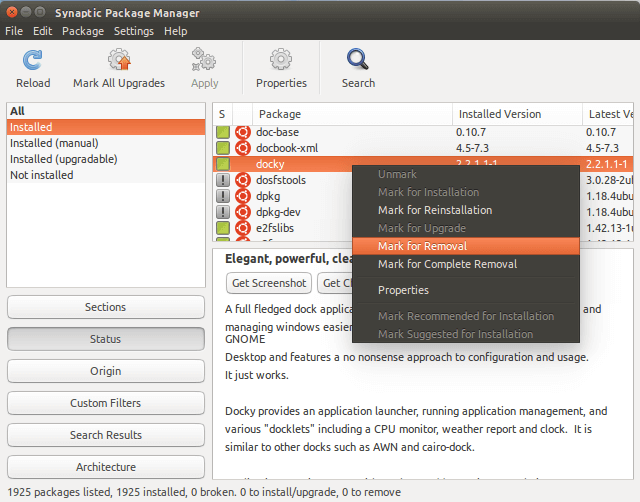 Synaptic Package Manager
File Edit Package Settings Help
Reload Mark All Upgrades Apply Properties Search
All
Installed
Installed (manual)
Installed (upgradable)
Not installed
S Package Installed Version Latest Ve
doc-base 0.10.7 0.10.7
docbook-xml 4.5-7.3 4.5-7.3
docky 2.2.1.1-1 2.2.1.1-1
dosfstools 3.0.28-2ul
dpkg 1.18.4ubu
dpkg-dev 1.18.4ubu
e2fslibs 1.42.13-1u
Unmark
Mark for Installation
Mark for Reinstallation
Mark for Upgrade
Mark for Removal
Mark for Complete Removal
Properties
Mark Recommended for Installation
Mark Suggested for Installation
Elegant, powerful, clea
Get Screenshot Get Cl
A full fledged dock applic and
managing windows easier
GNOME
Desktop and features a no nonsense approach to configuration and usage.
It just works.
Docky provides an application launcher, running application management, and
various "docklets" including a CPU monitor, weather report and clock. It is
similar to other docks such as AWN and cairo-dock.
Sections
Status
Origin
Custom Filters
Search Results
Architecture
1925 packages listed, 1925 installed, 0 broken. 0 to install/upgrade, 0 to remove